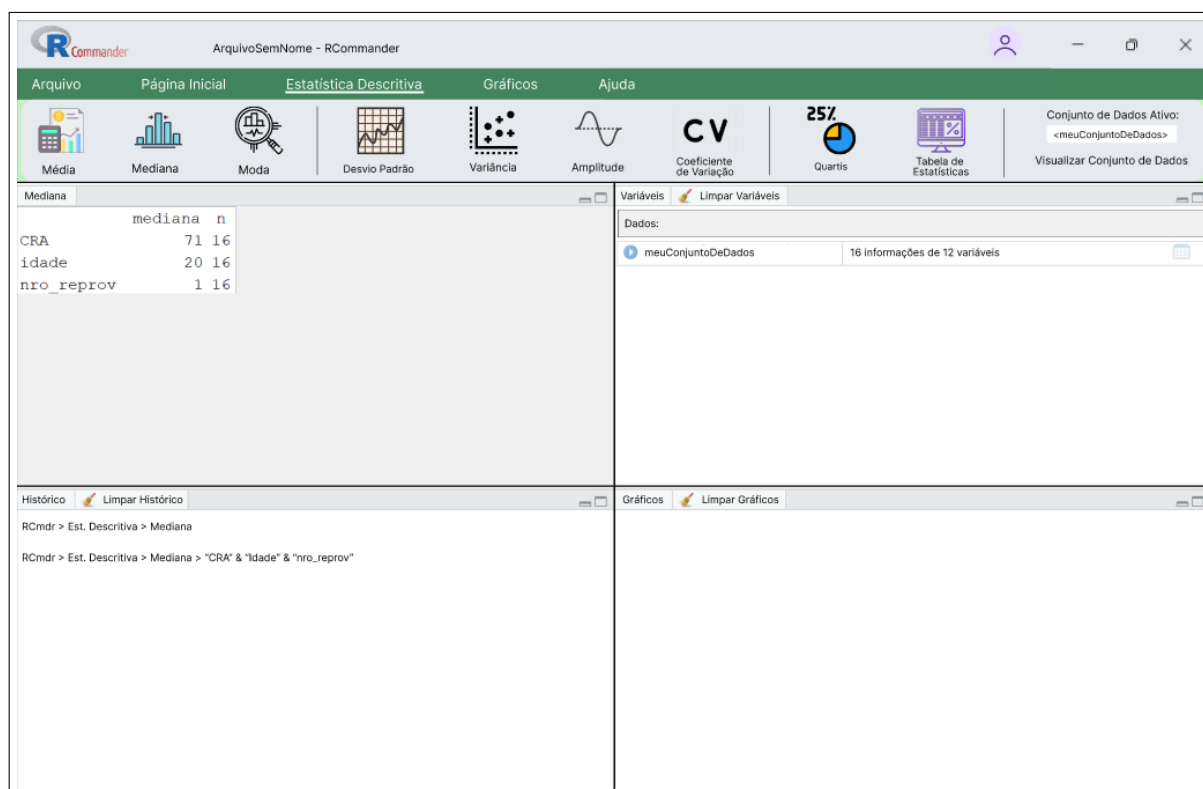 R Commander
ArquivoSemNome - RCommander
Arquivo Página Inicial Estatística Descritiva Gráficos Ajuda
Média
Mediana
Moda
Desvio Padrão
Variância
Amplitude
CV
Coeficiente
de Variação
25%
Quartis
%
Tabela de
Estatísticas
Conjunto de Dados Ativo:
<meuConjuntoDeDados>
Visualizar Conjunto de Dados
Mediana
mediana n
CRA 71 16
idade 20 16
nro_reprov 1 16
Variáveis Limpar Variáveis
Dados:
meuConjuntoDeDados 16 informações de 12 variáveis
Histórico Limpar Histórico
RCmdr > Est. Descritiva > Mediana
RCmdr > Est. Descritiva > Mediana > "CRA" & "Idade" & "nro_reprov"
Gráficos Limpar Gráficos